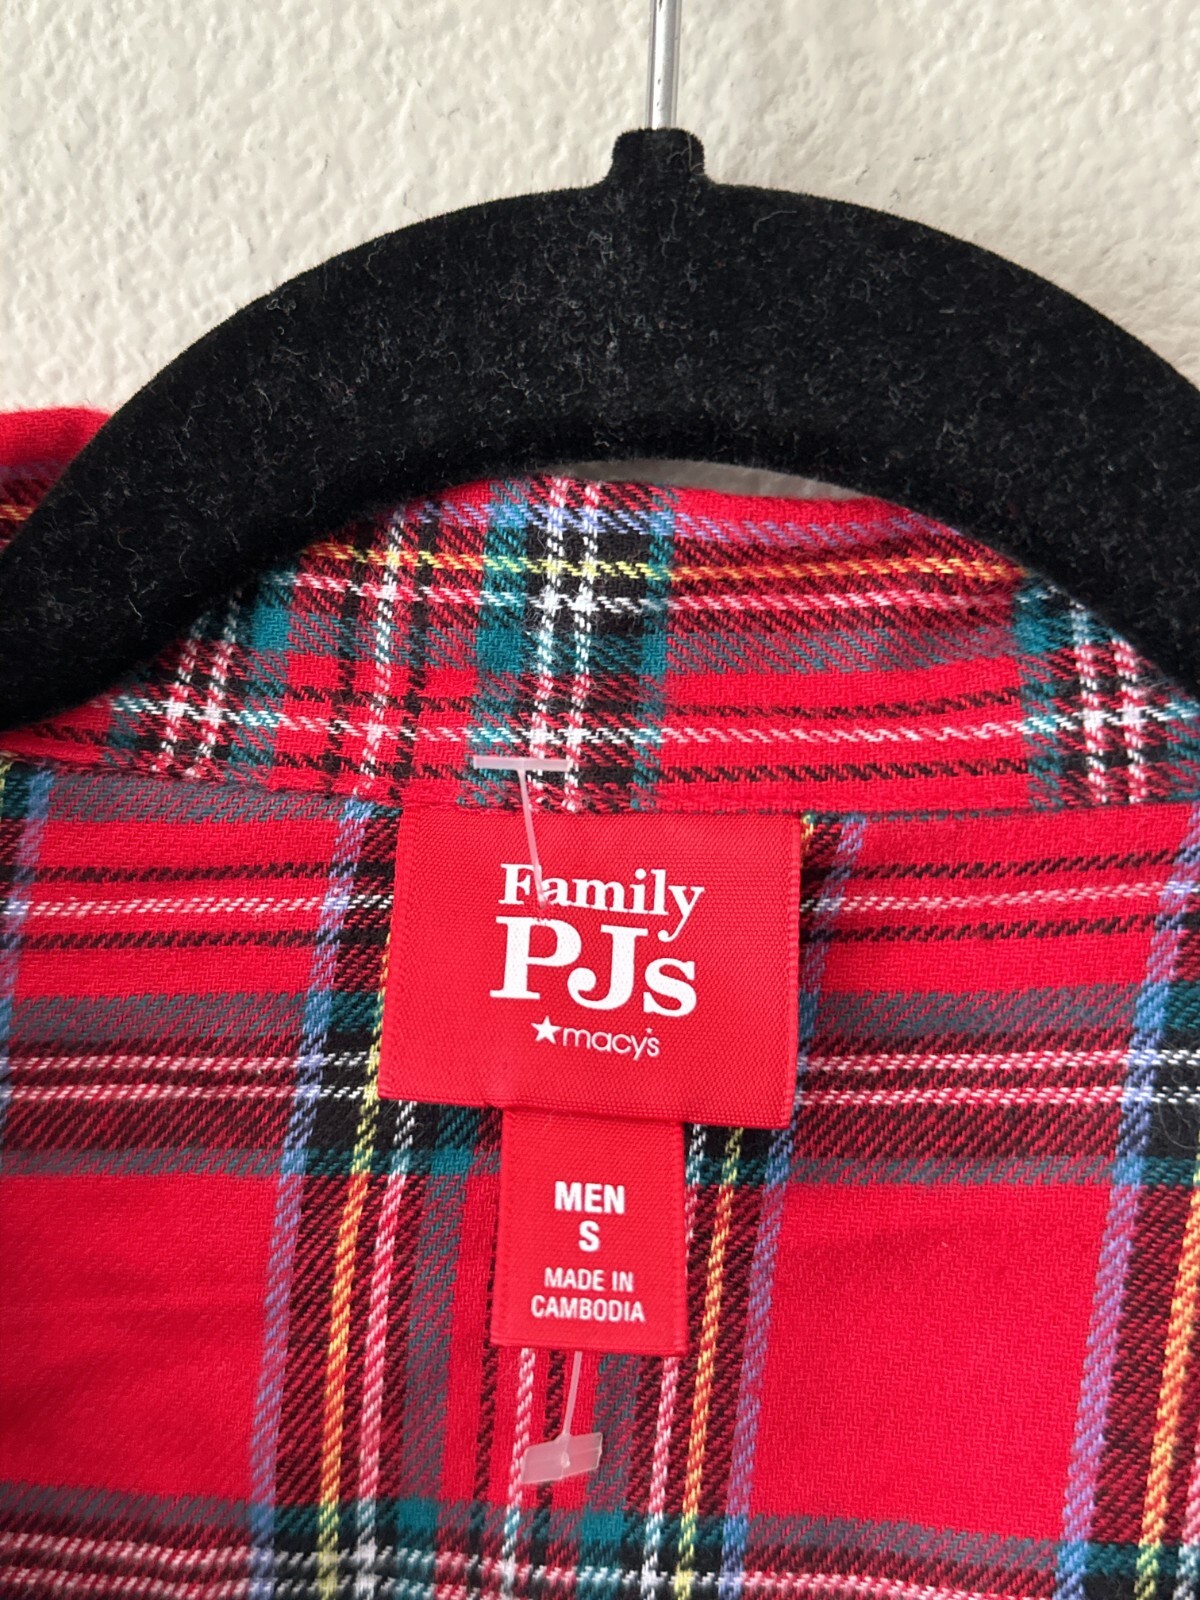 Family
PJs
★macy's
MEN
S
MADE IN
CAMBODIA